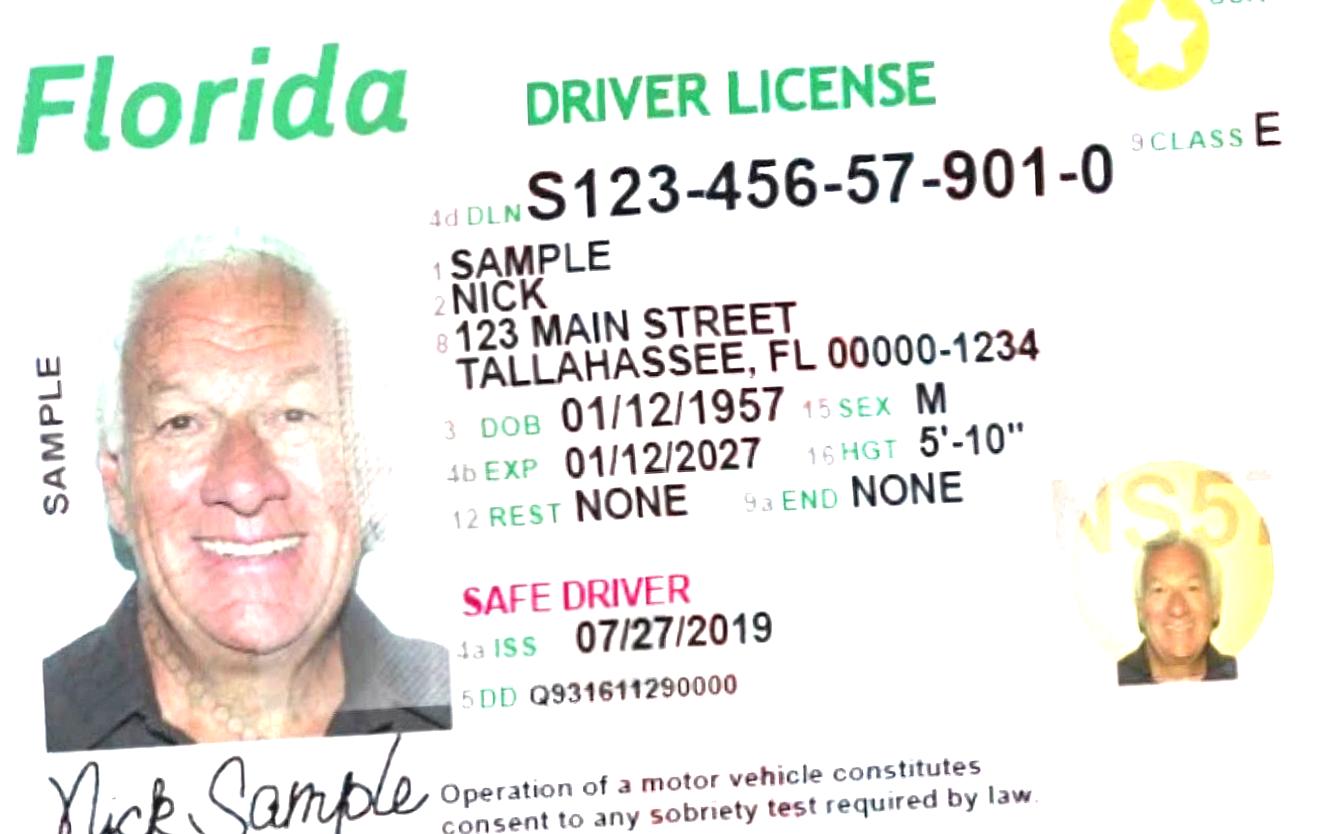 Florida
DRIVER LICENSE
9 CLASS E
4d DLN S123-456-57-901-0
1 SAMPLE
2 NICK
8 123 MAIN STREET
TALLAHASSEE, FL 00000-1234
3 DOB 01/12/1957 15 SEX M
4b EXP 01/12/2027 16 HGT 5'-10"
12 REST NONE 9a END NONE
SAFE DRIVER
4a ISS 07/27/2019
5 DD Q931611290000
SAMPLE
Nick Sample
Operation of a motor vehicle constitutes
consent to any sobriety test required by law.